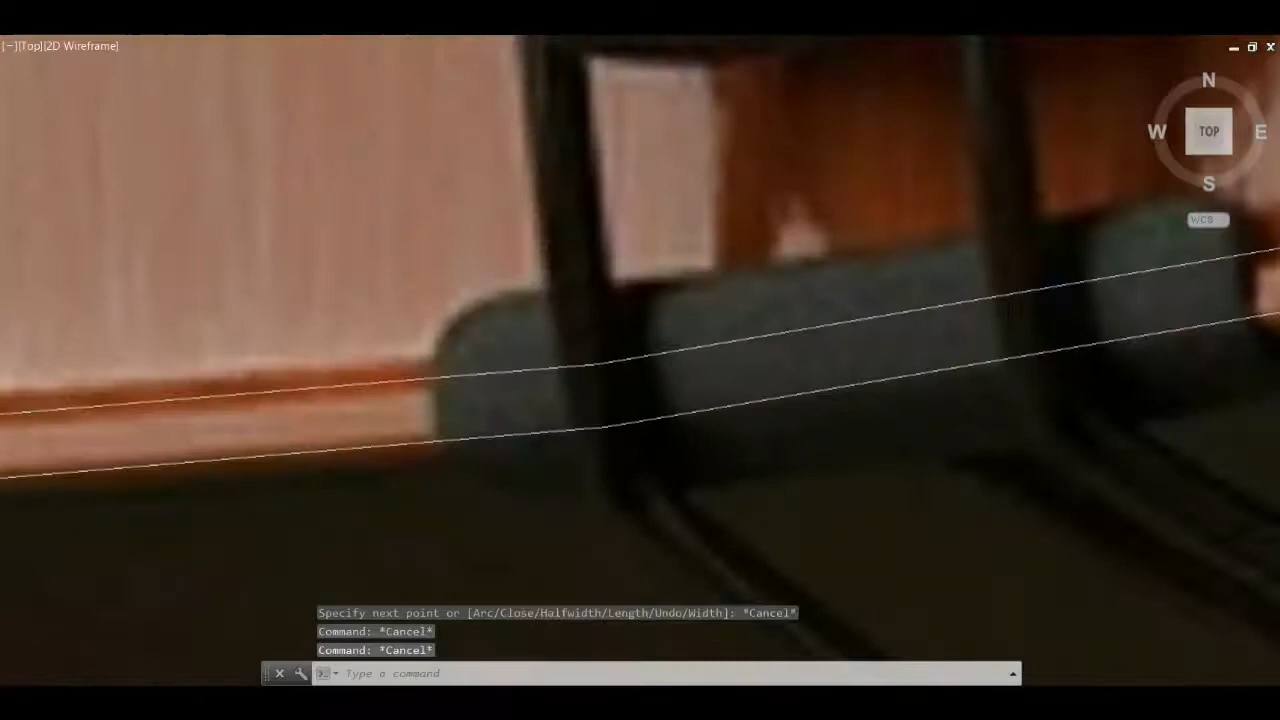 [−][Top][2D Wireframe]
N
W TOP E
S
WCS
Specify next point or [Arc/Close/Halfwidth/Length/Undo/Width]: *Cancel*
Command: *Cancel*
Command: *Cancel*
Type a command